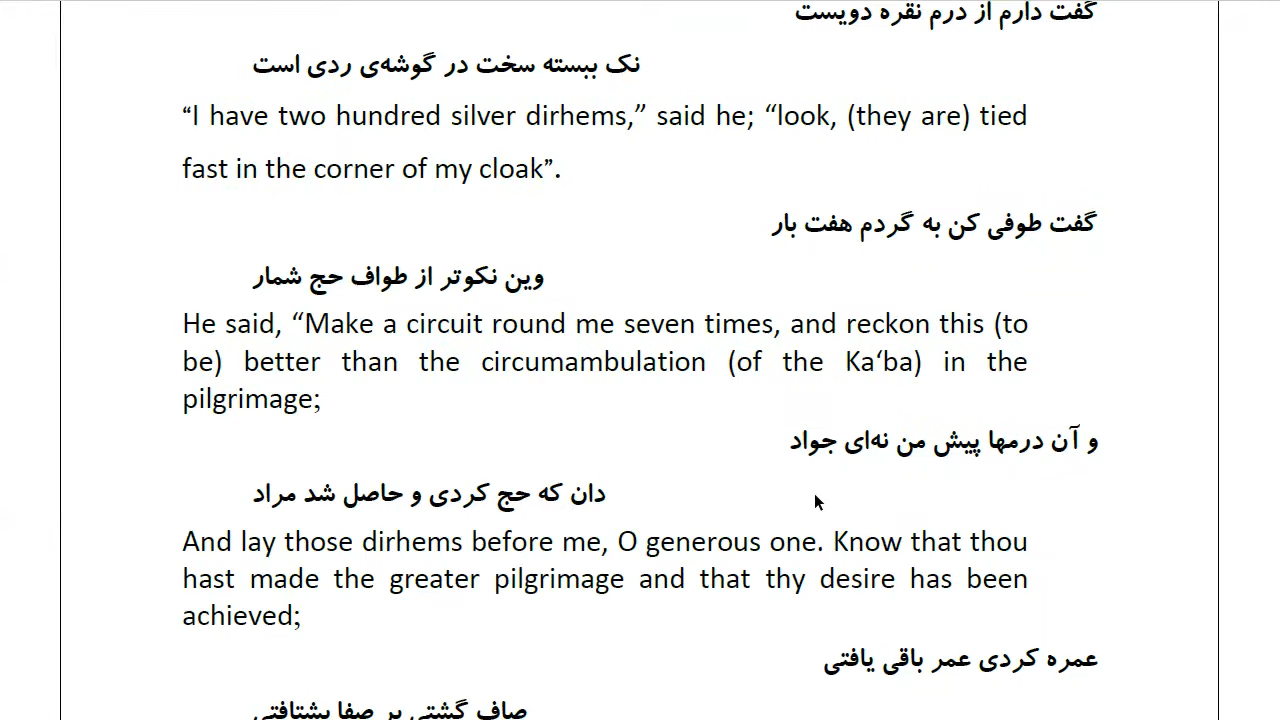 گفت دارم از درم نقره دویست
نک ببسته سخت در گوشه‌ی ردی است
“I have two hundred silver dirhems,” said he; “look, (they are) tied
fast in the corner of my cloak”.
گفت طوفی کن به گردم هفت بار
وین نکوتر از طواف حج شمار
He said, “Make a circuit round me seven times, and reckon this (to
be) better than the circumambulation (of the Ka‘ba) in the
pilgrimage;
و آن درمها پیش من نه‌ای جواد
دان که حج کردی و حاصل شد مراد
And lay those dirhems before me, O generous one. Know that thou
hast made the greater pilgrimage and that thy desire has been
achieved;
عمره کردی عمر باقی یافتی
صاف گشتی بر صفا بشتافتی